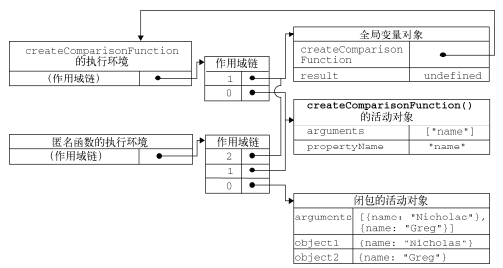 createComparisonFunction
的执行环境
(作用域链)
作用域链
1
0
全局变量对象
createComparison
Function
result
undefined
createComparisonFunction()
的活动对象
arguments
["name"]
propertyName
"name"
匿名函数的执行环境
(作用域链)
作用域链
2
1
0
闭包的活动对象
arguments
[{name: "Nicholas"},
{name: "Greg"}]
object1
{name: "Nicholas"}
object2
{name: "Greg"}